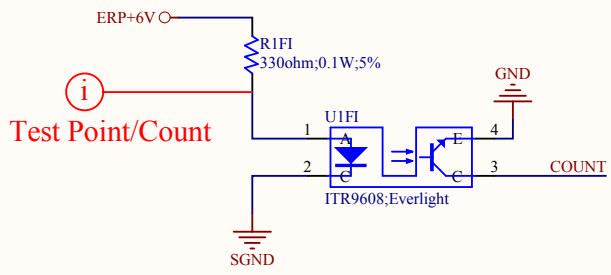 ERP+6V
R1FI
330ohm;0.1W;5%
i
Test Point/Count
GND
U1FI
1
A
E
4
2
C
C
3
COUNT
ITR9608;Everlight
SGND